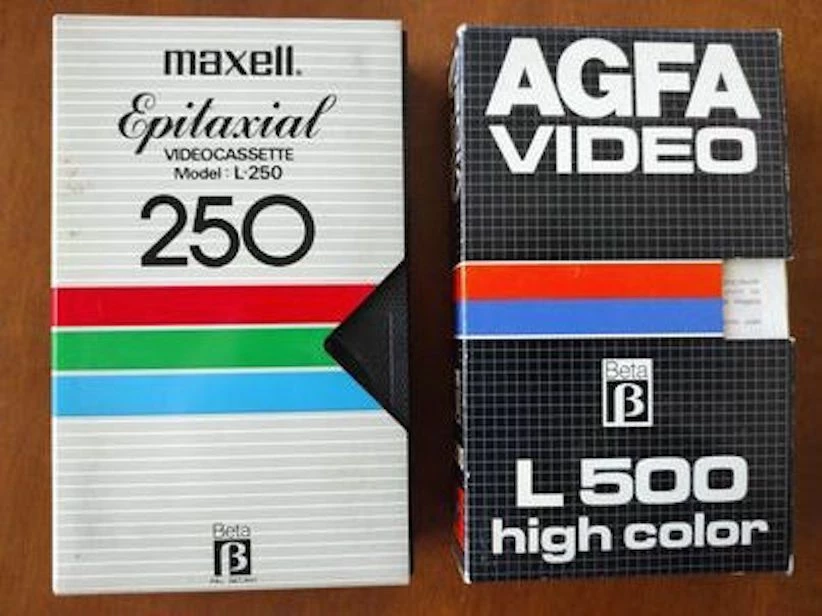 maxell.
Epitaxial
VIDEOCASSETTE
Model: L-250
250
Beta
β
AGFA
VIDEO
Beta
β
L 500
high color